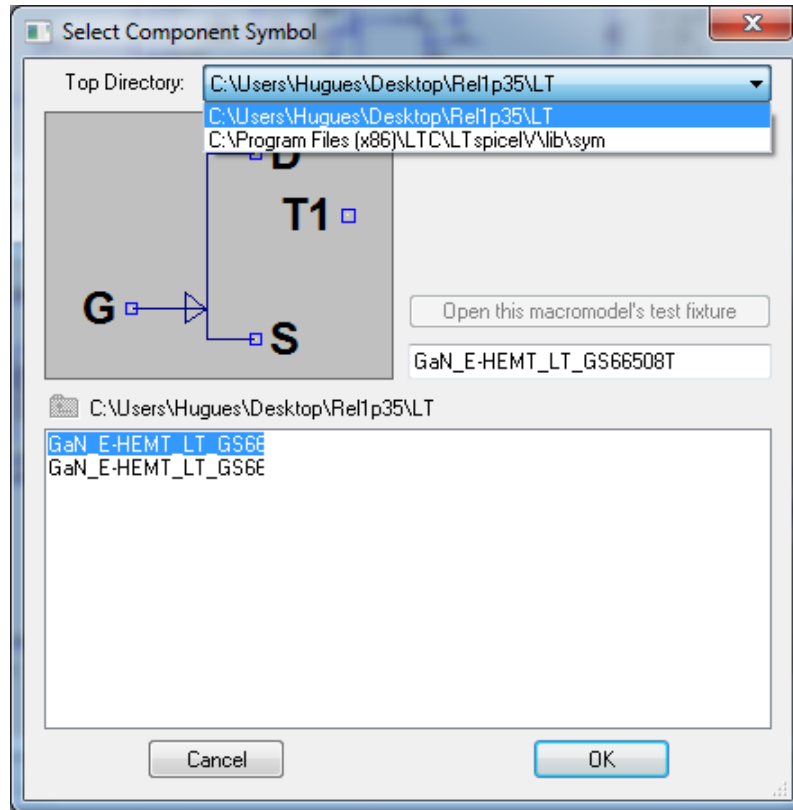 Select Component Symbol
Top Directory: C:\Users\Hugues\Desktop\Rel1p35\LT
C:\Users\Hugues\Desktop\Rel1p35\LT
C:\Program Files (x86)\LTC\LTspiceIV\lib\sym
D
T1
G
S
Open this macromodel's test fixture
GaN_E-HEMT_LT_GS66508T
C:\Users\Hugues\Desktop\Rel1p35\LT
GaN_E-HEMT_LT_GS66
GaN_E-HEMT_LT_GS66
Cancel OK